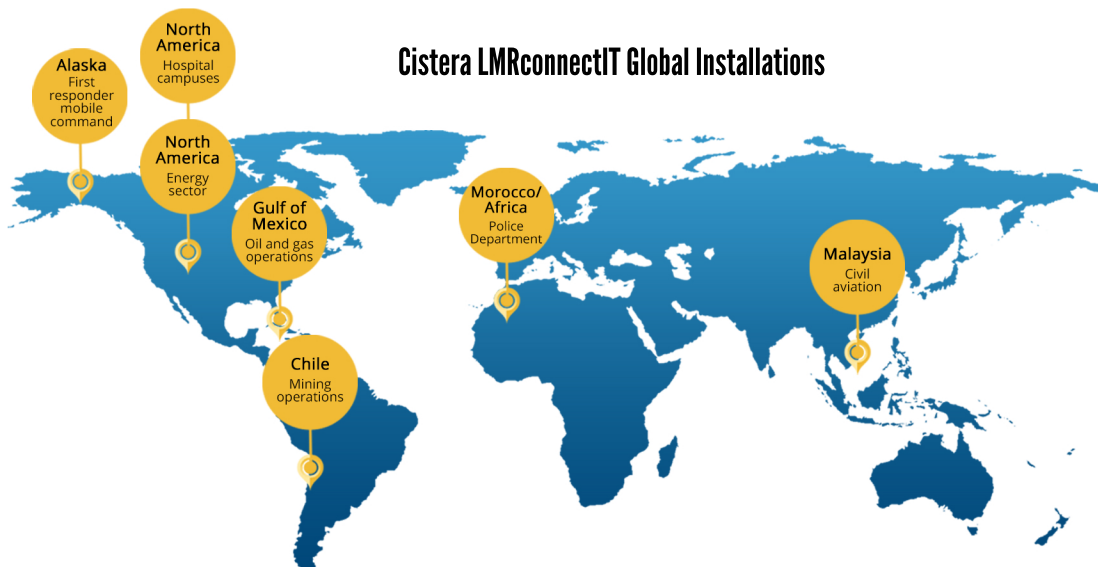 Cistera LMRconnectIT Global Installations
North
America
Hospital
campuses
Alaska
First
responder
mobile
command
North
America
Energy
sector
Gulf of
Mexico
Oil and gas
operations
Morocco/
Africa
Police
Department
Malaysia
Civil
aviation
Chile
Mining
operations